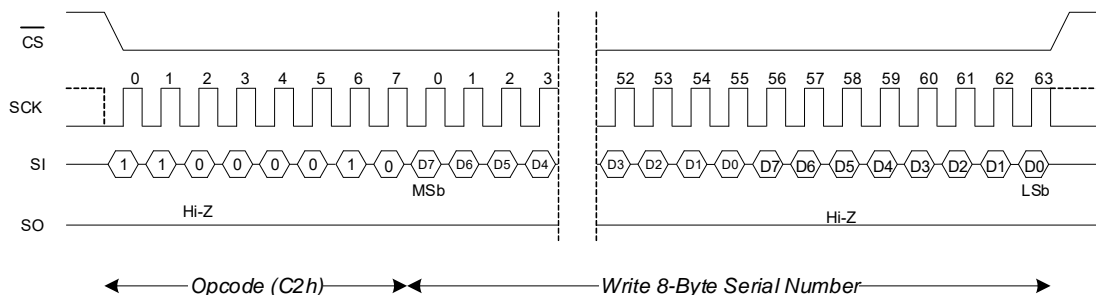 CS
0 1 2 3 4 5 6 7 0 1 2 3 52 53 54 55 56 57 58 59 60 61 62 63
SCK
SI 1 1 0 0 0 0 1 0 D7 D6 D5 D4 D3 D2 D1 D0 D7 D6 D5 D4 D3 D2 D1 D0
MSb LSb
Hi-Z Hi-Z
SO
Opcode (C2h) Write 8-Byte Serial Number